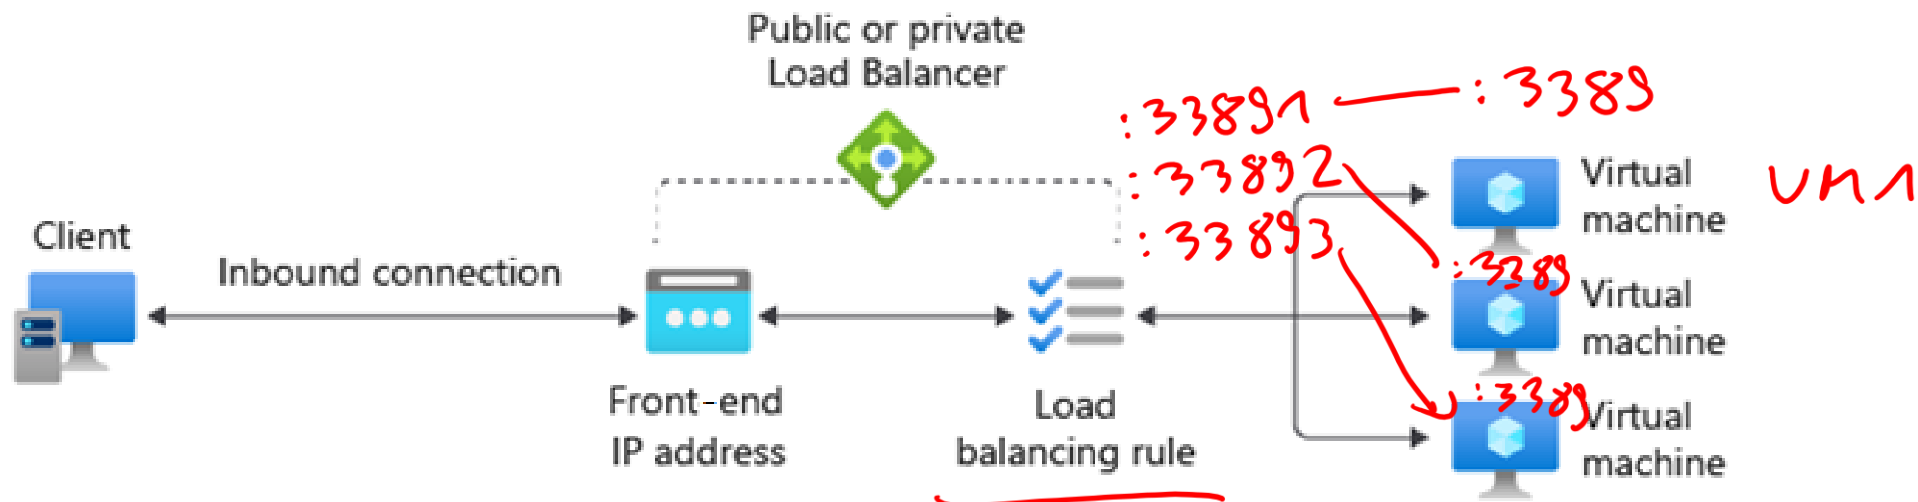 Public or private
Load Balancer
:33891 — :3389
:33892
:33893
Virtual
machine
VM1
Client
Inbound connection
:3389
Virtual
machine
Front-end
IP address
Load
balancing rule
:3389
Virtual
machine